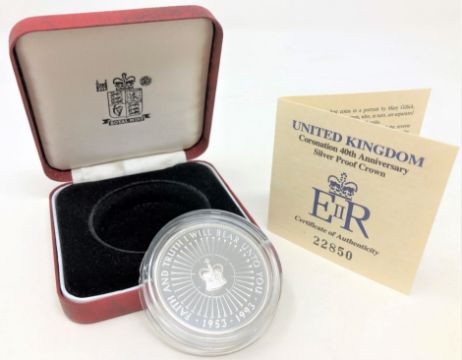 ROYAL MINT
UNITED KINGDOM
Coronation 40th Anniversary
Silver Proof Crown
EIIR
Certificate of Authenticity
22850
FAITH AND TRUTH I WILL BEAR UNTO YOU
· 1953 - 1993 ·